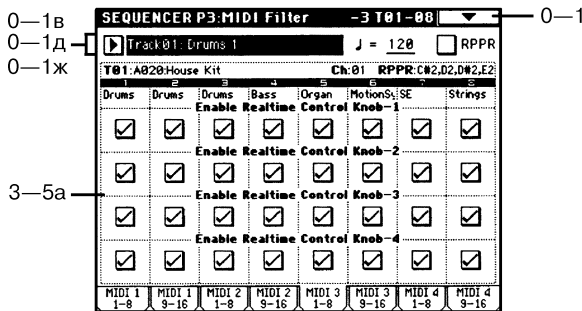 0—1в
SEQUENCER P3:MIDI Filter —3 T01-08
0—1
0—1д
Track01: Drums 1 ♩ = 120 RPPR
0—1ж
T01:A020:House Kit Ch:01 RPPR:C#2,D2,D#2,E2
1 2 3 4 5 6 7 8
Drums Drums Drums Bass Organ MotionSy SE Strings
Enable Realtime Control Knob-1
Enable Realtime Control Knob-2
3—5а
Enable Realtime Control Knob-3
Enable Realtime Control Knob-4
MIDI 1 MIDI 1 MIDI 2 MIDI 2 MIDI 3 MIDI 3 MIDI 4 MIDI 4
1-8 9-16 1-8 9-16 1-8 9-16 1-8 9-16